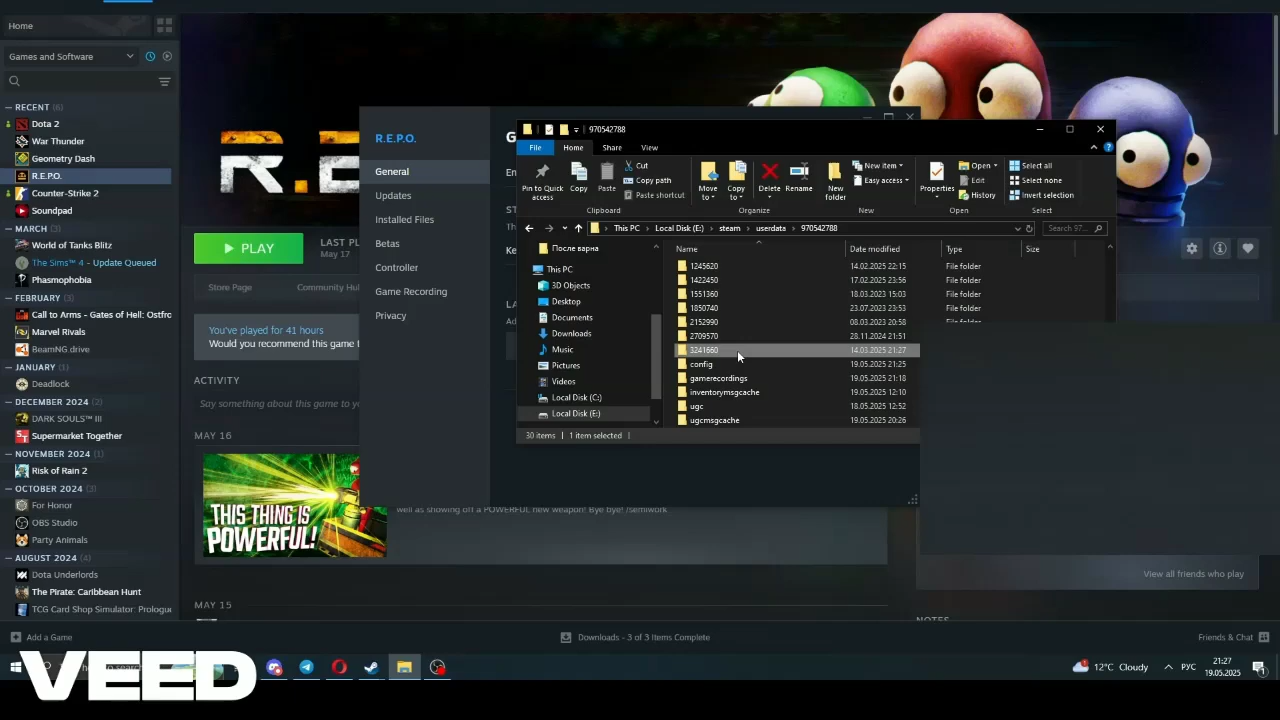 Home
Games and Software
RECENT (6)
Dota 2
War Thunder
Geometry Dash
R.E.P.O.
Counter-Strike 2
Soundpad
MARCH (3)
World of Tanks Blitz
The Sims™ 4 - Update Queued
Phasmophobia
FEBRUARY (3)
Call to Arms - Gates of Hell: Ostfro
Marvel Rivals
BeamNG.drive
JANUARY (1)
Deadlock
DECEMBER 2024 (2)
DARK SOULS™ III
Supermarket Together
NOVEMBER 2024 (1)
Risk of Rain 2
OCTOBER 2024 (3)
For Honor
OBS Studio
Party Animals
AUGUST 2024 (4)
Dota Underlords
The Pirate: Caribbean Hunt
TCG Card Shop Simulator: Prologue
Add a Game
PLAY
LAST PL
May 17
Store Page
Community Hu
You've played for 41 hours
Would you recommend this game t
ACTIVITY
Say something about this game to yo
MAY 16
THIS THING IS
POWERFUL!
well as showing off a POWERFUL new weapon! Bye bye! /semiwork
MAY 15
View all friends who play
NOTES
Downloads - 3 of 3 Items Complete
Friends & Chat
R.E.P.O.
General
Updates
Installed Files
Betas
Controller
Game Recording
Privacy
970542788
File
Home
Share
View
Pin to Quick
access
Copy
Paste
Cut
Copy path
Paste shortcut
Clipboard
Move
to
Copy
to
Delete
Rename
Organize
New
folder
New item
Easy access
New
Properties
Open
Edit
History
Open
Select all
Select none
Invert selection
Select
This PC
Local Disk (E:)
steam
userdata
970542788
Search 97...
После варна
This PC
3D Objects
Desktop
Documents
Downloads
Music
Pictures
Videos
Local Disk (C:)
Local Disk (E:)
Name Date modified Type Size
1245620 14.02.2025 22:15 File folder
1422450 17.02.2025 23:56 File folder
1551360 18.03.2023 15:03 File folder
1850740 23.07.2023 23:53 File folder
2152990 08.03.2023 20:58 File folder
2709570 28.11.2024 21:51
3241660 14.03.2025 21:27
config 19.05.2025 21:25
gamerecordings 19.05.2025 21:18
inventorymsgcache 19.05.2025 12:10
ugc 18.05.2025 12:52
ugcmsgcache 19.05.2025 20:26
30 items
1 item selected
12°C Cloudy
РУС
21:27
19.05.2025
VEED